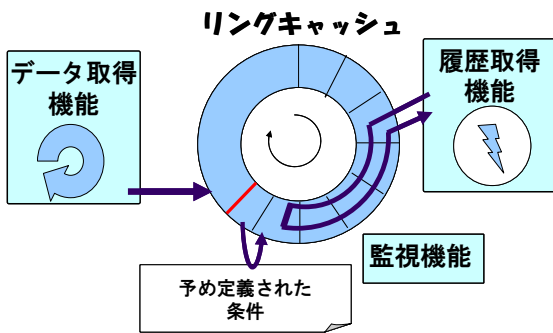 リングキャッシュ
データ取得
機能
履歴取得
機能
監視機能
予め定義された
条件